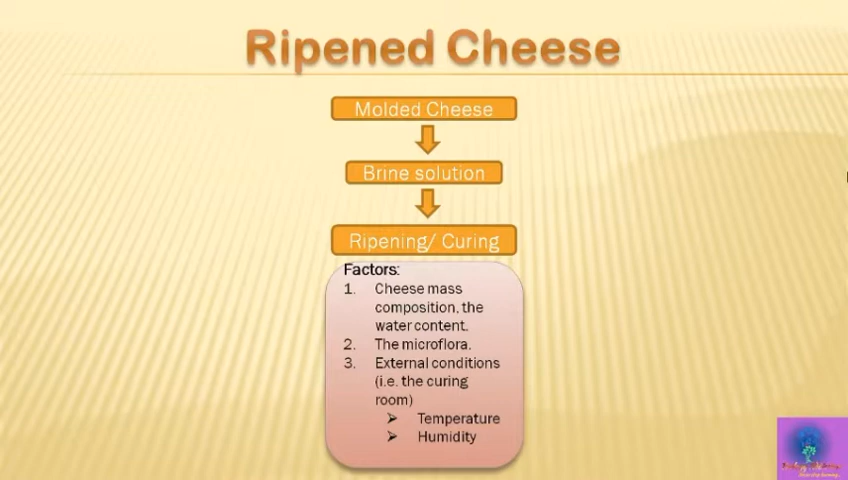 Ripened Cheese
Molded Cheese
Brine solution
Ripening/ Curing
Factors:
1. Cheese mass
composition, the
water content.
2. The microflora.
3. External conditions
(i.e. the curing
room)
➢ Temperature
➢ Humidity